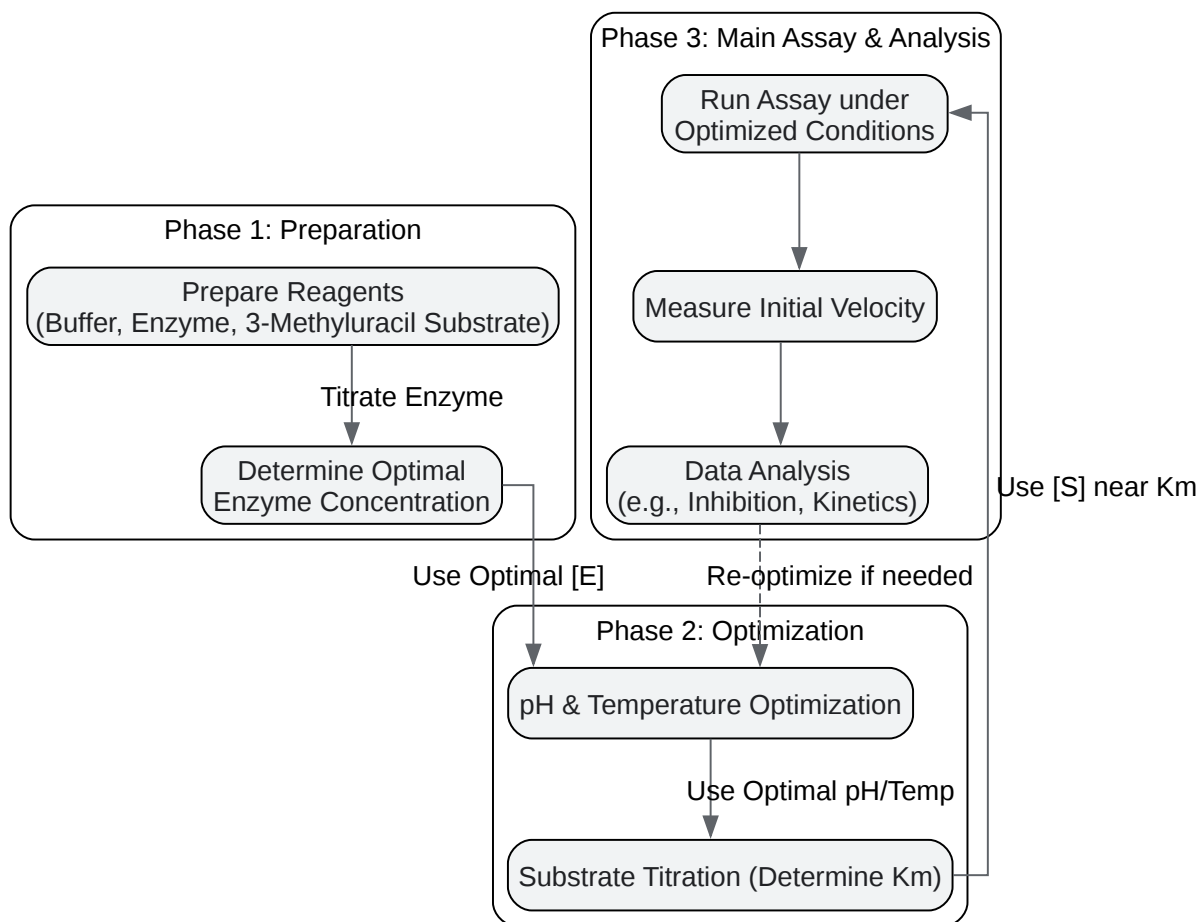 Phase 1: Preparation
Prepare Reagents
(Buffer, Enzyme, 3-Methyluracil Substrate)
Titrate Enzyme
Determine Optimal
Enzyme Concentration
Use Optimal [E]
Phase 2: Optimization
pH & Temperature Optimization
Use Optimal pH/Temp
Substrate Titration (Determine Km)
Use [S] near Km
Phase 3: Main Assay & Analysis
Run Assay under
Optimized Conditions
Measure Initial Velocity
Data Analysis
(e.g., Inhibition, Kinetics)
Re-optimize if needed